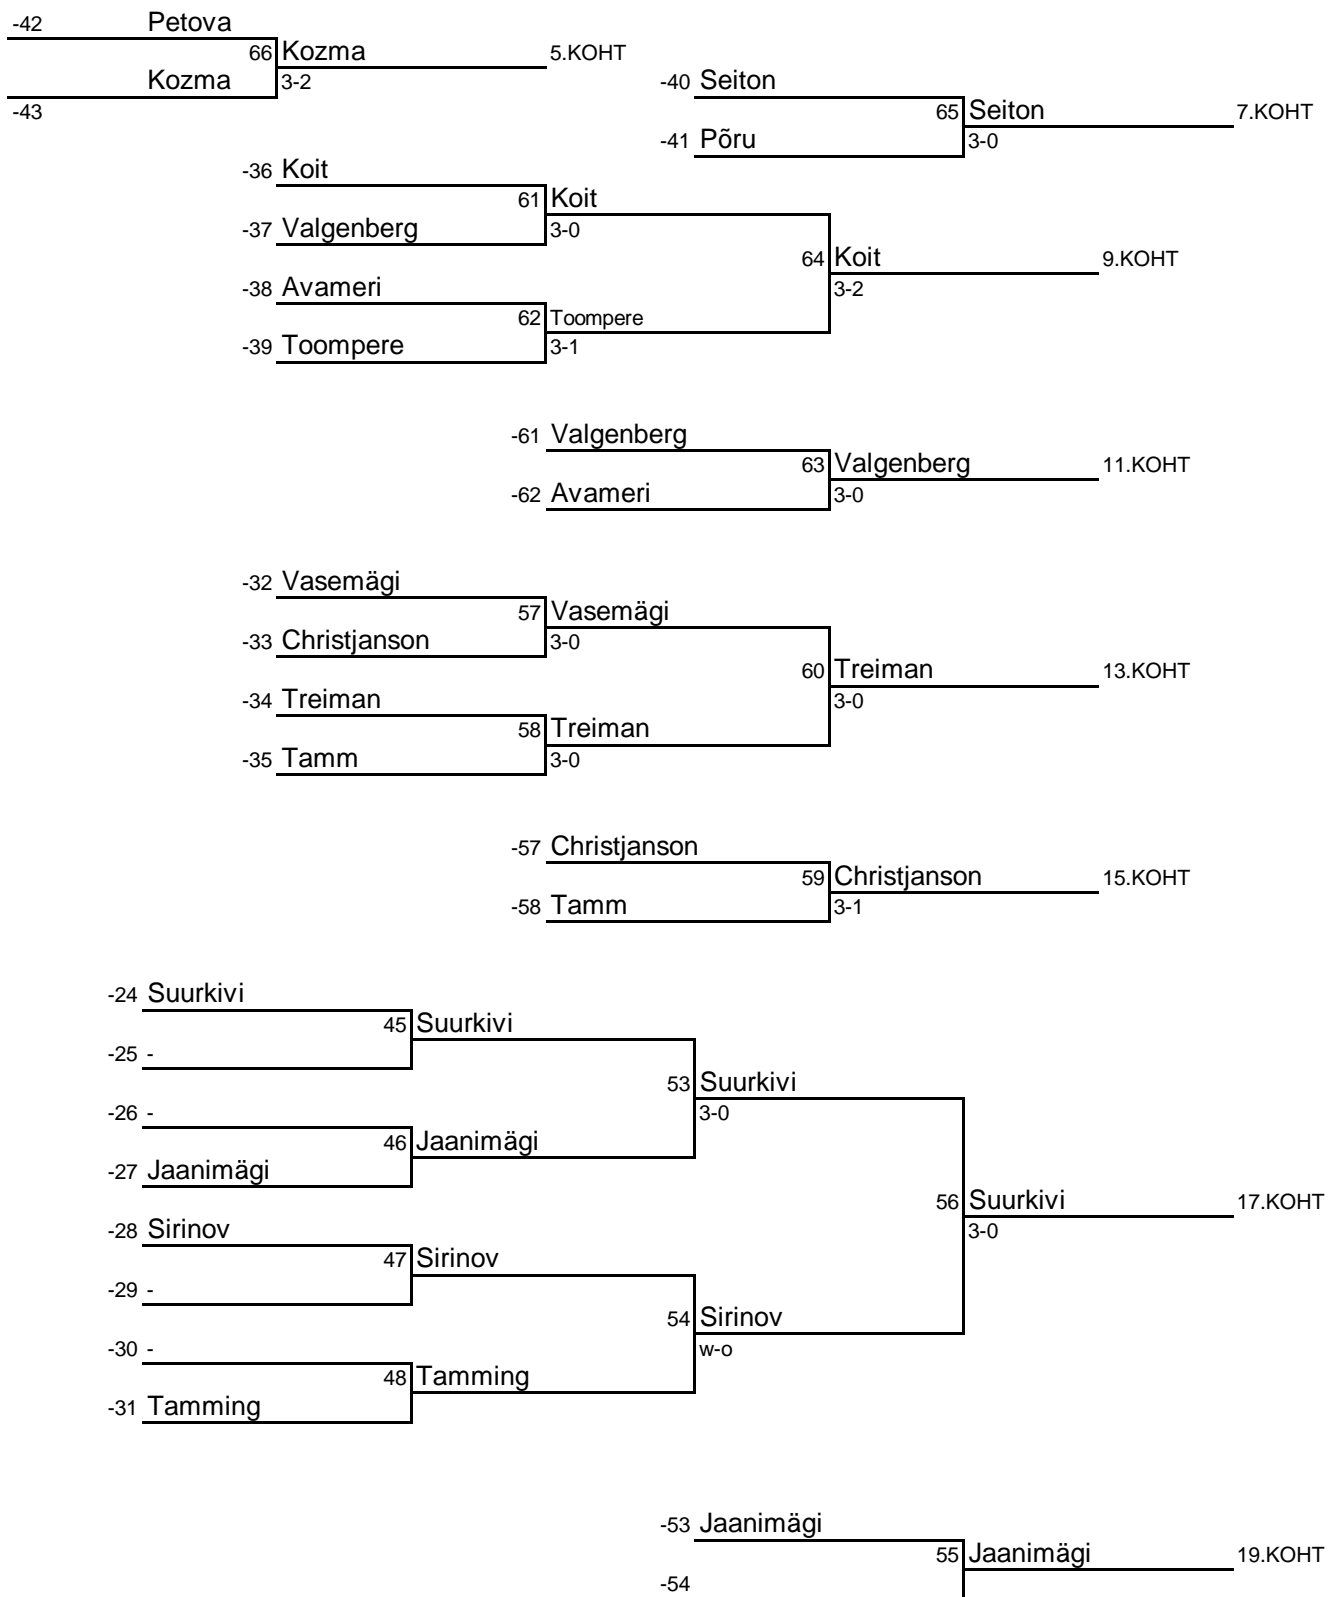 -42 Petova
66 Kozma 5.KOHT
Kozma 3-2
-43
-40 Seiton
65 Seiton 7.KOHT
-41 Põru 3-0
-36 Koit
61 Koit
-37 Valgenberg 3-0
64 Koit 9.KOHT
-38 Avameri 3-2
62 Toompere
-39 Toompere 3-1
-61 Valgenberg
63 Valgenberg 11.KOHT
-62 Avameri 3-0
-32 Vasemägi
57 Vasemägi
-33 Christjanson 3-0
60 Treiman 13.KOHT
-34 Treiman 3-0
58 Treiman
-35 Tamm 3-0
-57 Christjanson
59 Christjanson 15.KOHT
-58 Tamm 3-1
-24 Suurkivi
45 Suurkivi
-25 -
53 Suurkivi
-26 - 3-0
46 Jaanimägi
-27 Jaanimägi
56 Suurkivi 17.KOHT
-28 Sirinov 3-0
47 Sirinov
-29 -
54 Sirinov
-30 - w-o
48 Tamming
-31 Tamming
-53 Jaanimägi
55 Jaanimägi 19.KOHT
-54